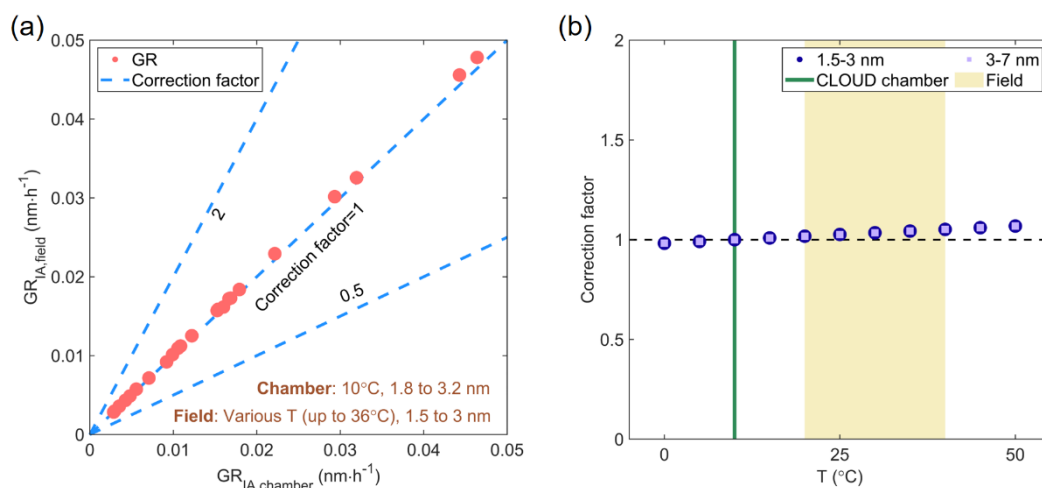 (a)
0.05
0.04
0.03
0.02
0.01
0
0
0.01
0.02
0.03
0.04
0.05
GR
Correction factor
2
Correction factor=1
0.5
Chamber: 10°C, 1.8 to 3.2 nm
Field: Various T (up to 36°C), 1.5 to 3 nm
GR_IA,field (nm·h⁻¹)
GR_IA,chamber (nm·h⁻¹)
(b)
2
1.5
1
0.5
0
0
25
50
1.5-3 nm
3-7 nm
CLOUD chamber
Field
Correction factor
T (°C)